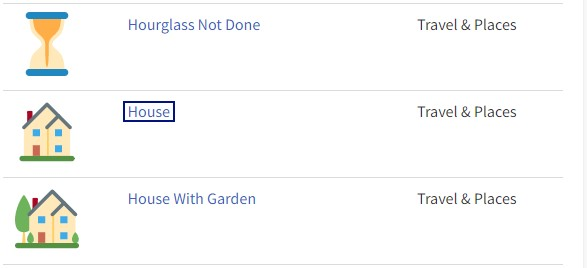 Hourglass Not Done Travel & Places
House Travel & Places
House With Garden Travel & Places